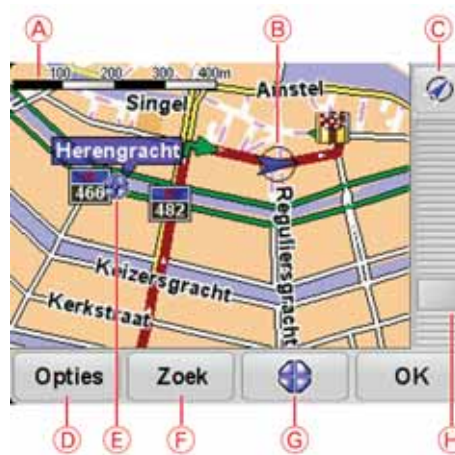 A B C
100 200 300 400m
Singel Amstel
Herengracht
466
482
Reguliersgracht
Keizersgracht
Kerkstraat
Opties Zoek OK
D E F G H